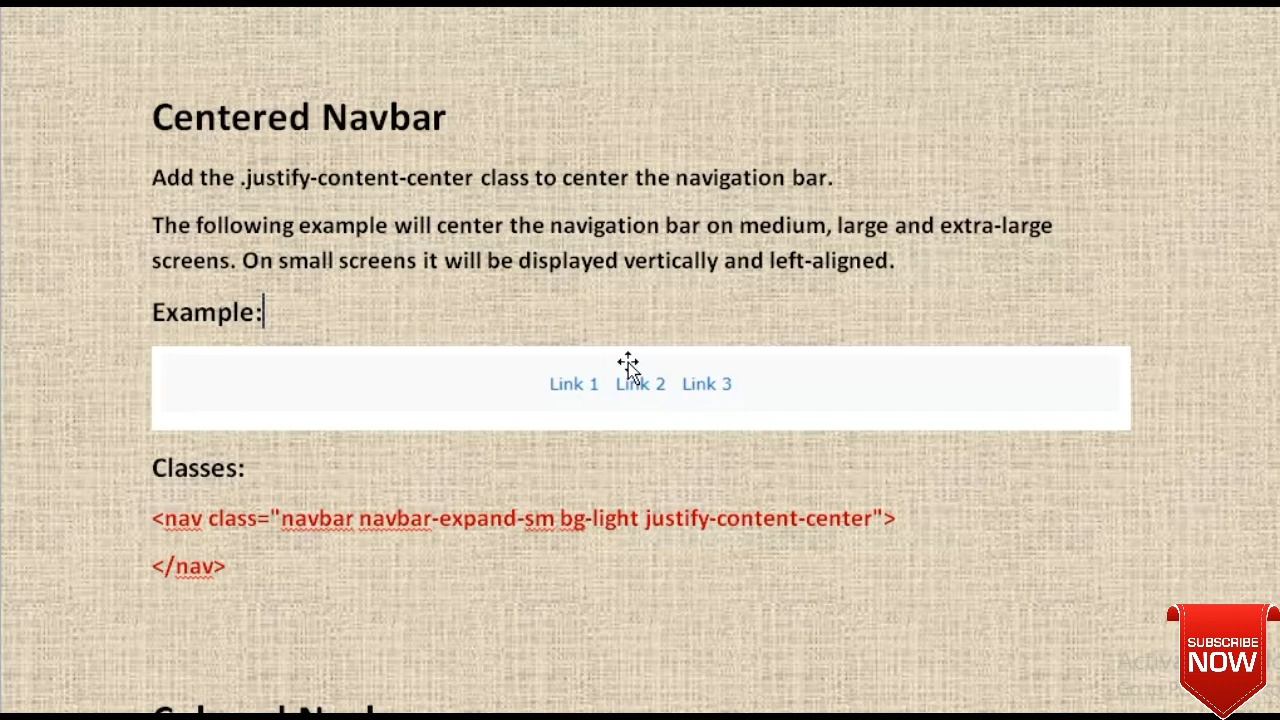 Centered Navbar
Add the .justify-content-center class to center the navigation bar.
The following example will center the navigation bar on medium, large and extra-large
screens. On small screens it will be displayed vertically and left-aligned.
Example:
Link 1 Link 2 Link 3
Classes:
<nav class="navbar navbar-expand-sm bg-light justify-content-center">
</nav>
SUBSCRIBE
NOW